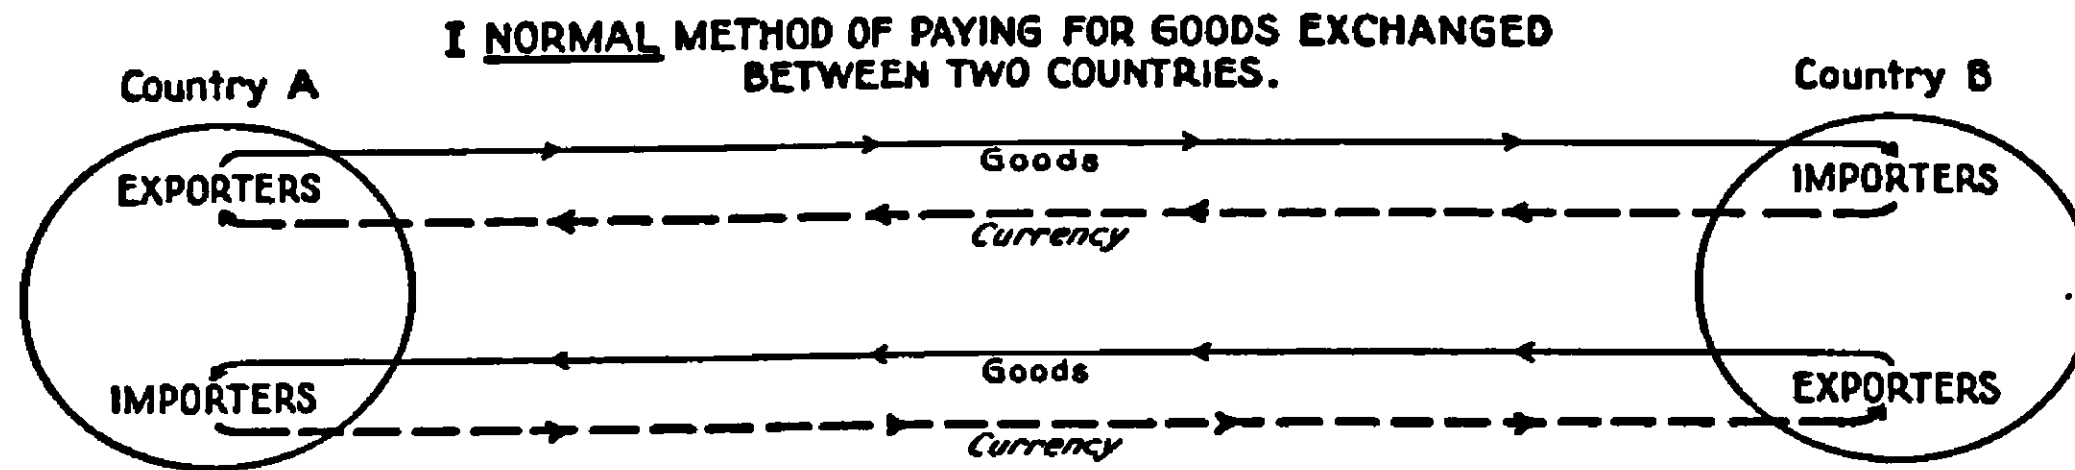 I NORMAL METHOD OF PAYING FOR GOODS EXCHANGED
BETWEEN TWO COUNTRIES.
Country A
Country B
Goods
EXPORTERS
IMPORTERS
Currency
Goods
IMPORTERS
EXPORTERS
Currency